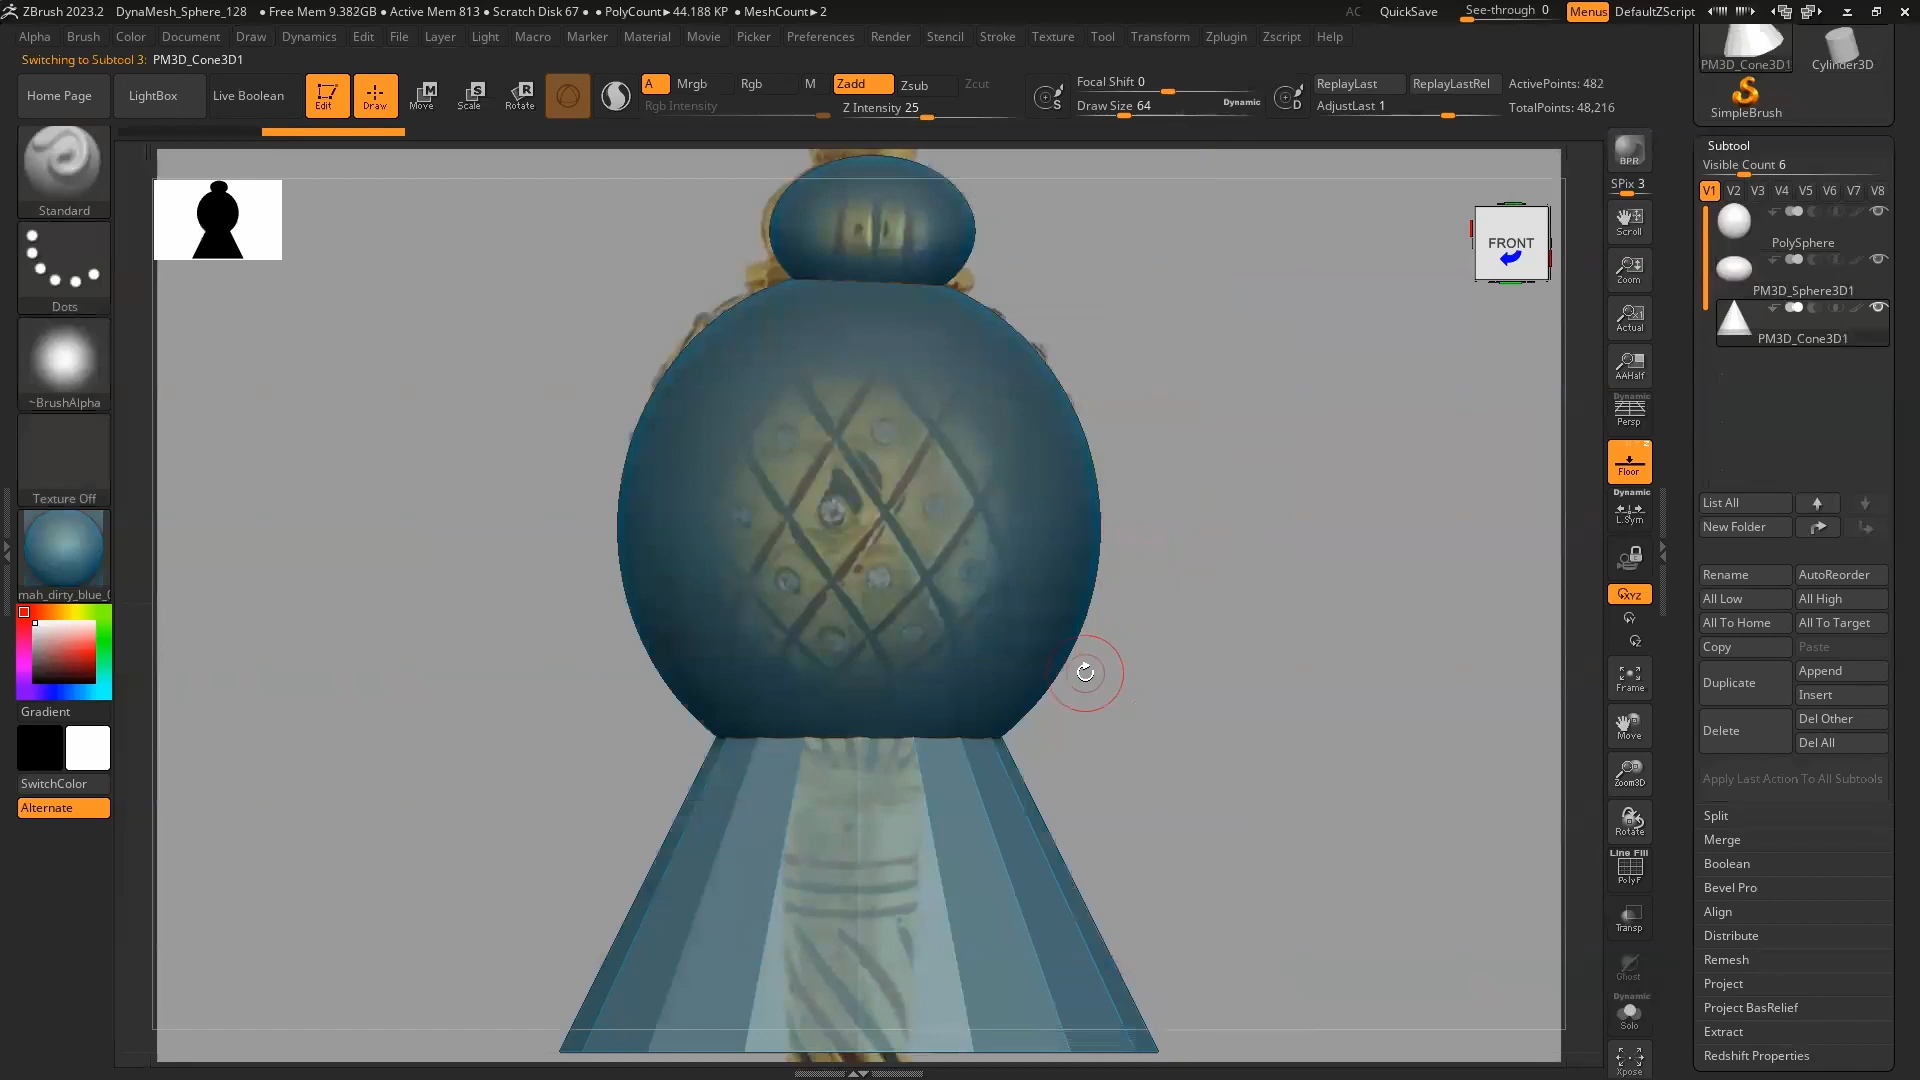 ZBrush 2023.2 DynaMesh_Sphere_128 ● Free Mem 9.382GB ● Active Mem 813 ● Scratch Disk 67 ● ● PolyCount► 44.188 KP ● MeshCount► 2 AC QuickSave See-through 0 Menus DefaultZScript
Alpha Brush Color Document Draw Dynamics Edit File Layer Light Macro Marker Material Movie Picker Preferences Render Stencil Stroke Texture Tool Transform Zplugin Zscript Help
Switching to Subtool 3: PM3D_Cone3D1
Home Page LightBox Live Boolean Edit Draw Move Scale Rotate
A Mrgb Rgb M Zadd Zsub Zcut
Rgb Intensity Z Intensity 25
Focal Shift 0
Draw Size 64 Dynamic
S D
ReplayLast ReplayLastRel ActivePoints: 482
AdjustLast 1 TotalPoints: 48,216
PM3D_Cone3D1 Cylinder3D
SimpleBrush
Standard
Dots
~BrushAlpha
Texture Off
mah_dirty_blue_
Gradient
SwitchColor
Alternate
FRONT
BPR
SPix 3
Scroll
Zoom
Actual
AAHalf
Dynamic
Persp
Floor
Dynamic
L.Sym
XYZ
Frame
Move
Zoom3D
Rotate
Line Fill
PolyF
Transp
Ghost
Dynamic
Solo
Xpose
Subtool
Visible Count 6
V1 V2 V3 V4 V5 V6 V7 V8
PolySphere
PM3D_Sphere3D1
PM3D_Cone3D1
List All
New Folder
Rename AutoReorder
All Low All High
All To Home All To Target
Copy Paste
Duplicate Append
Insert
Delete Del Other
Del All
Apply Last Action To All Subtools
Split
Merge
Boolean
Bevel Pro
Align
Distribute
Remesh
Project
Project BasRelief
Extract
Redshift Properties